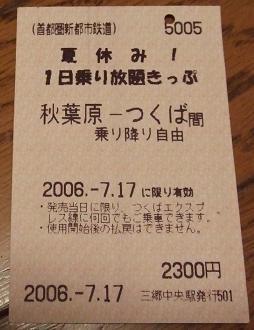 (首都圏新都市鉄道) 5005
夏休み!
1日乗り放題きっぷ
秋葉原－つくば間
乗り降り自由
2006.-7.17 に限り有効
・発売当日に限り、つくばエクスプ
レス線に何回でもご乗車できます。
・使用開始後の払戻はできません。
2300円
2006.-7.17 三郷中央駅発行501